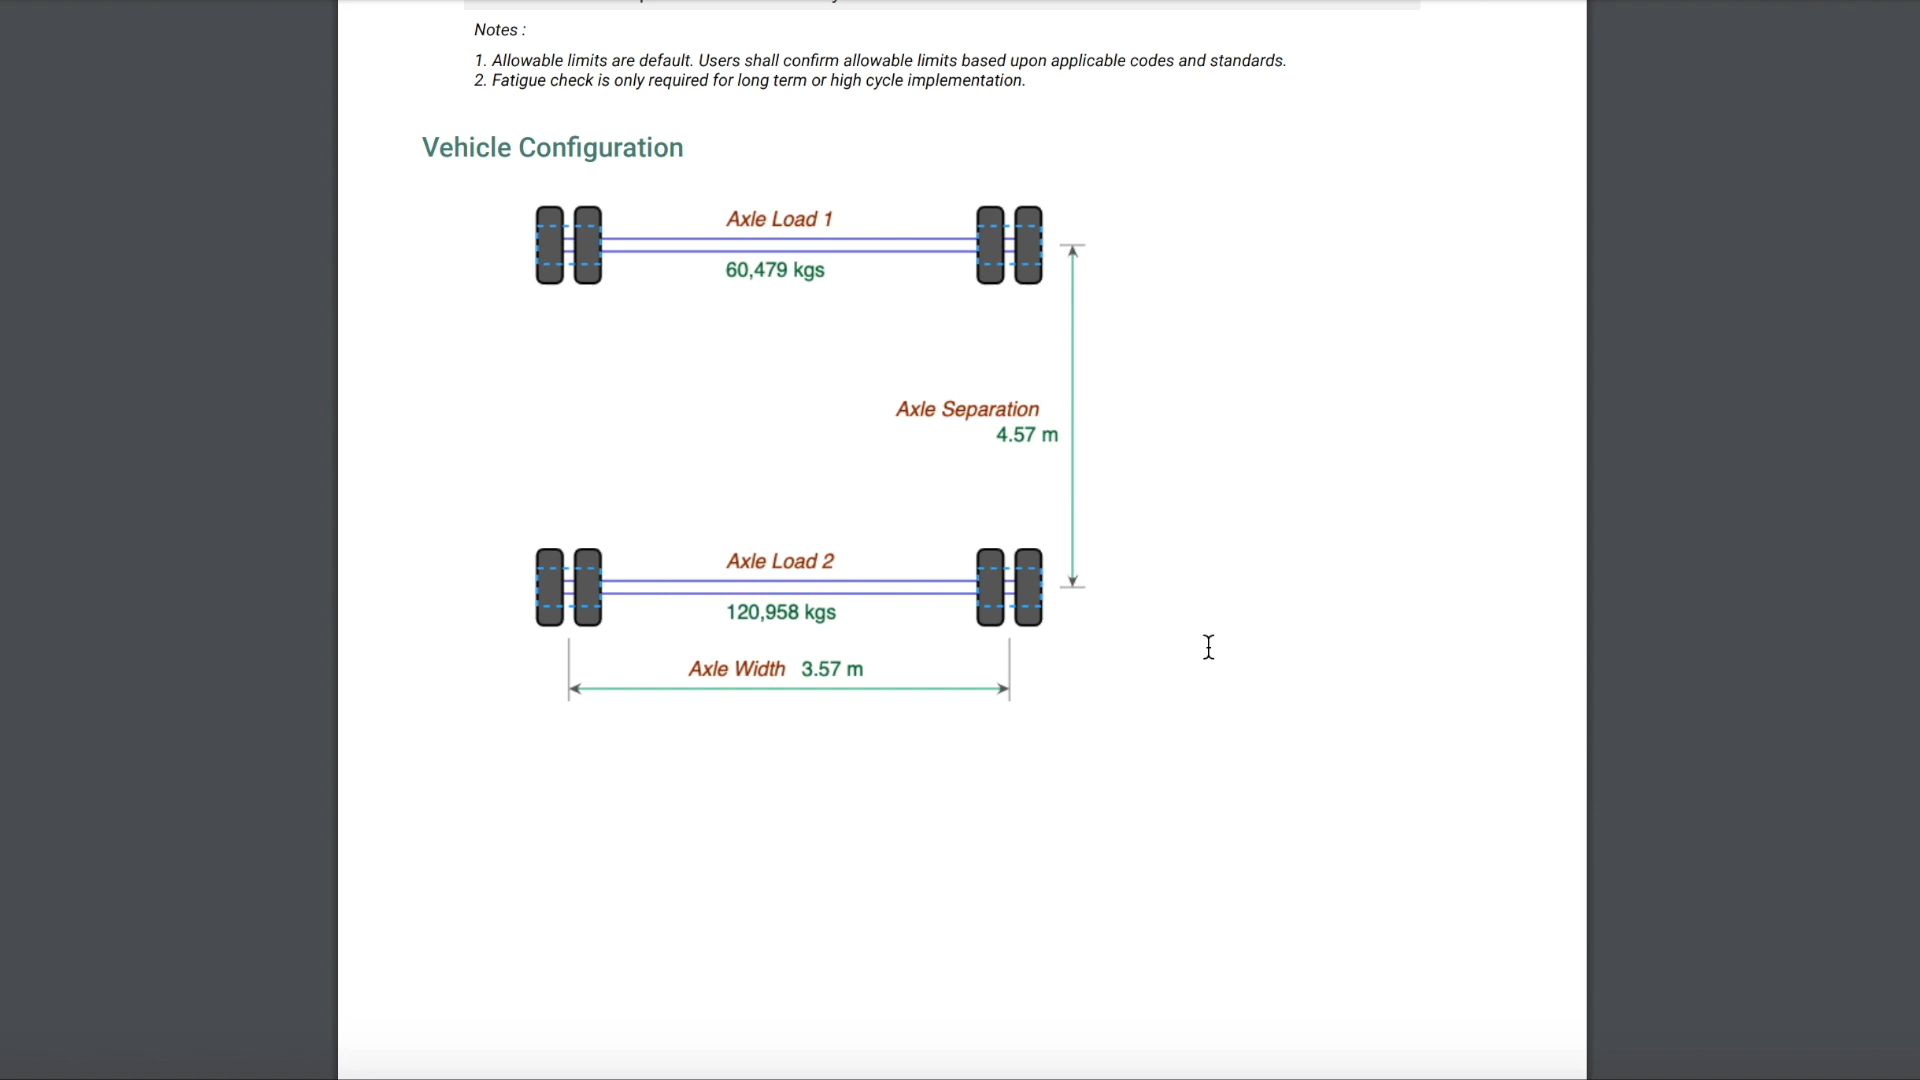 Notes :
1. Allowable limits are default. Users shall confirm allowable limits based upon applicable codes and standards.
2. Fatigue check is only required for long term or high cycle implementation.
Vehicle Configuration
Axle Load 1
60,479 kgs
Axle Separation
4.57 m
Axle Load 2
120,958 kgs
Axle Width 3.57 m